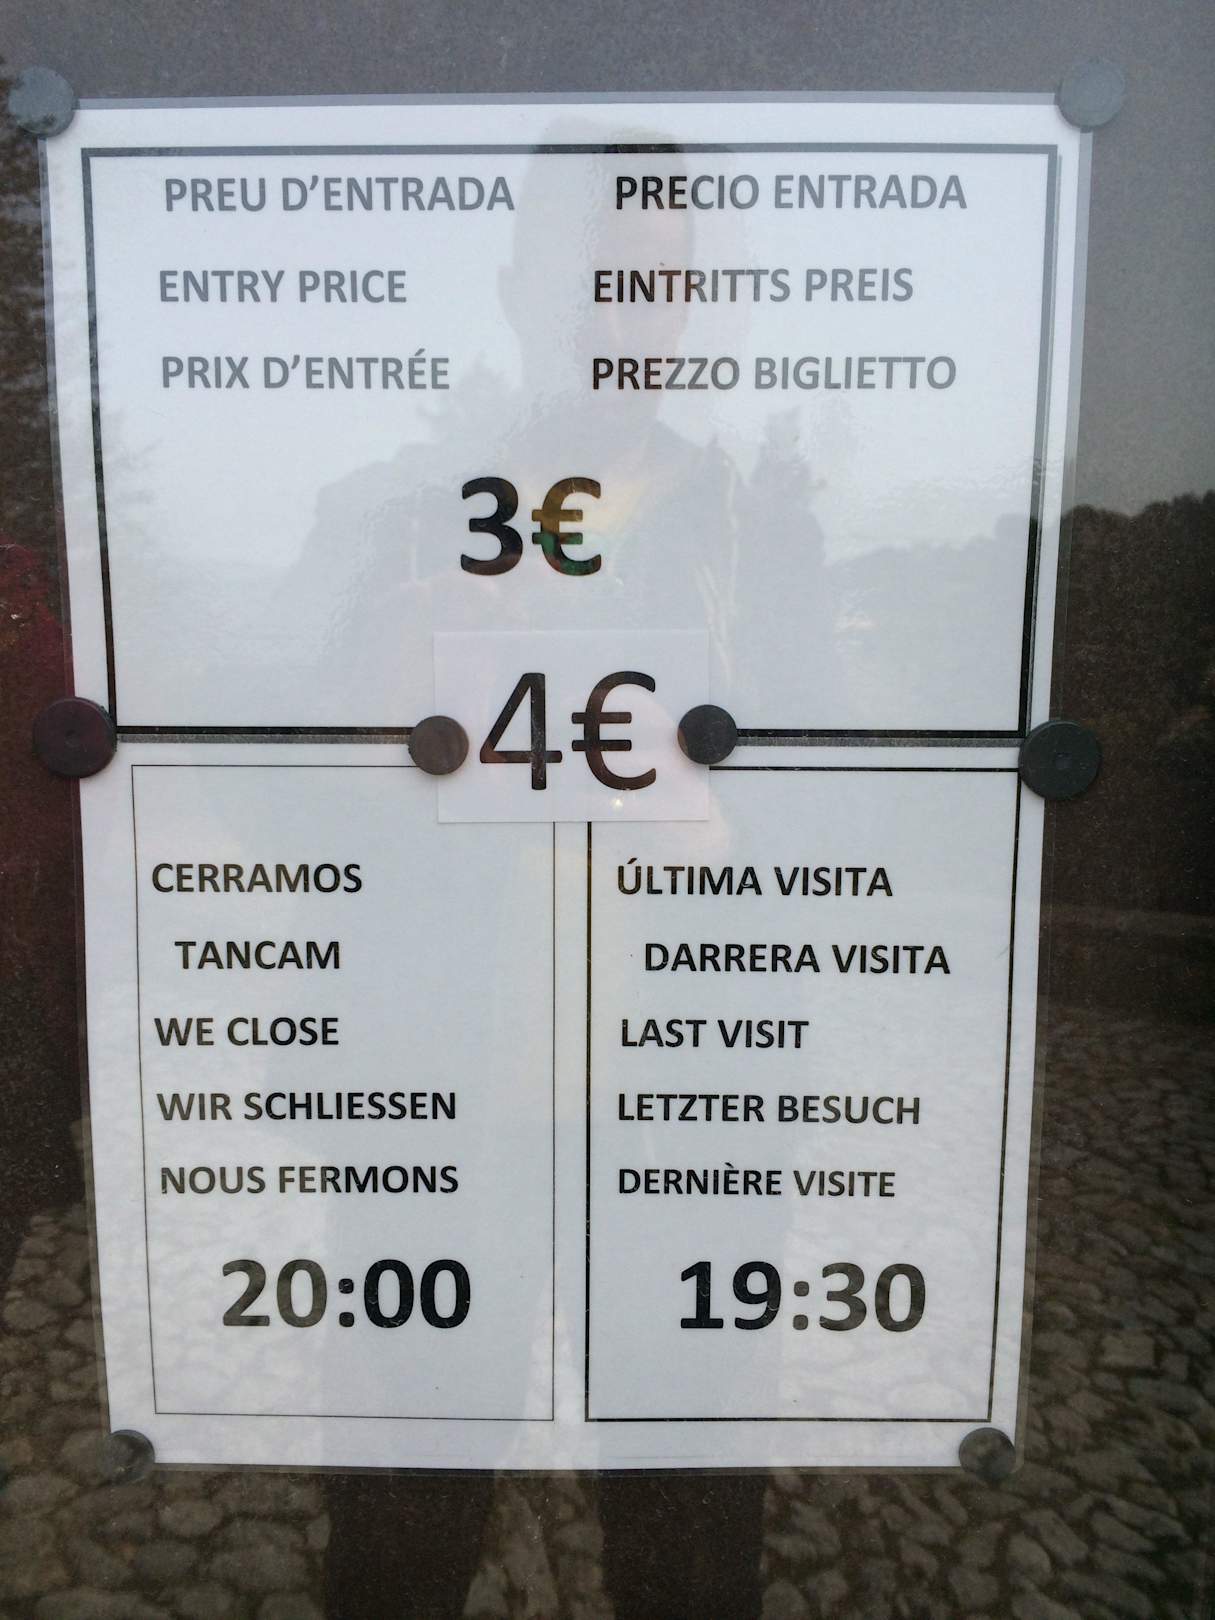 PREU D'ENTRADA
PRECIO ENTRADA
ENTRY PRICE
EINTRITTS PREIS
PRIX D'ENTRÉE
PREZZO BIGLIETTO
3€
4€
CERRAMOS
TANCAM
WE CLOSE
WIR SCHLIESSEN
NOUS FERMONS
20:00
ÚLTIMA VISITA
DARRERA VISITA
LAST VISIT
LETZTER BESUCH
DERNIÈRE VISITE
19:30